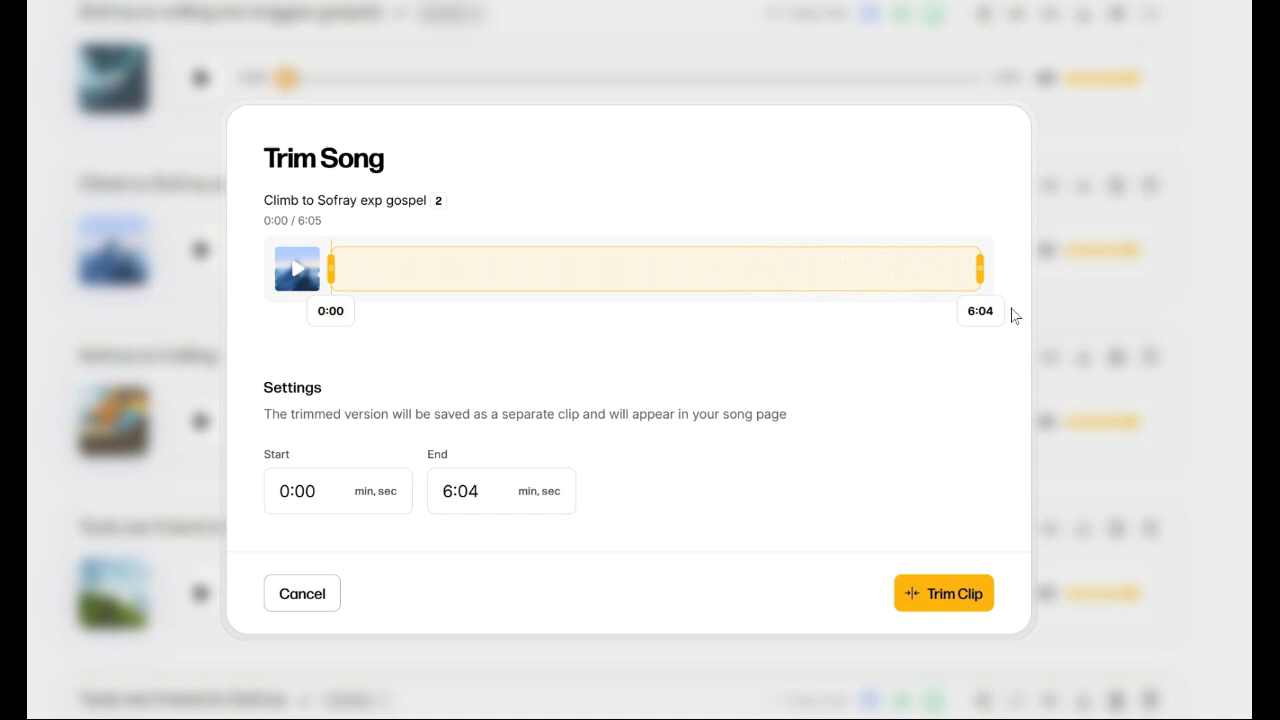 Trim Song
Climb to Sofray exp gospel 2
0:00 / 6:05
0:00
6:04
Settings
The trimmed version will be saved as a separate clip and will appear in your song page
Start
End
0:00 min, sec
6:04 min, sec
Cancel
Trim Clip